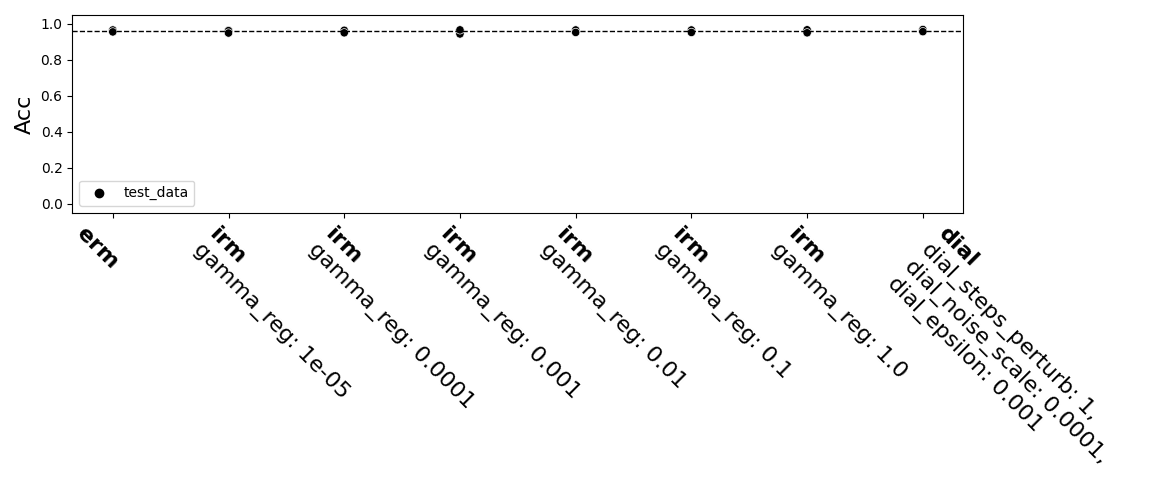 1.0
0.8
0.6
0.4
0.2
0.0
Acc
test_data
erm
irm
gamma_reg: 1e-05
irm
gamma_reg: 0.0001
irm
gamma_reg: 0.001
irm
gamma_reg: 0.01
irm
gamma_reg: 0.1
irm
gamma_reg: 1.0
dial
dial_steps_perturb: 1,
dial_noise_scale: 0.0001,
dial_epsilon: 0.001